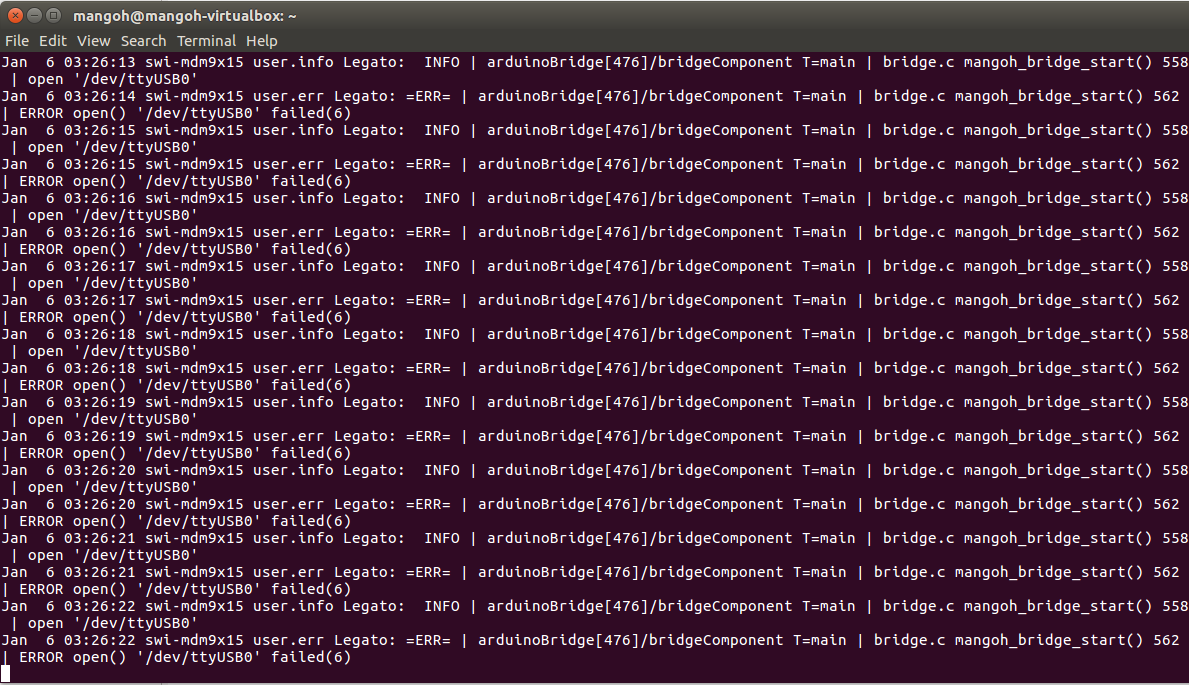 mangoh@mangoh-virtualbox: ~
File Edit View Search Terminal Help
Jan  6 03:26:13 swi-mdm9x15 user.info Legato:  INFO | arduinoBridge[476]/bridgeComponent T=main | bridge.c mangoh_bridge_start() 558
 | open '/dev/ttyUSB0'
Jan  6 03:26:14 swi-mdm9x15 user.err Legato: =ERR= | arduinoBridge[476]/bridgeComponent T=main | bridge.c mangoh_bridge_start() 562
| ERROR open() '/dev/ttyUSB0' failed(6)
Jan  6 03:26:15 swi-mdm9x15 user.info Legato:  INFO | arduinoBridge[476]/bridgeComponent T=main | bridge.c mangoh_bridge_start() 558
 | open '/dev/ttyUSB0'
Jan  6 03:26:15 swi-mdm9x15 user.err Legato: =ERR= | arduinoBridge[476]/bridgeComponent T=main | bridge.c mangoh_bridge_start() 562
| ERROR open() '/dev/ttyUSB0' failed(6)
Jan  6 03:26:16 swi-mdm9x15 user.info Legato:  INFO | arduinoBridge[476]/bridgeComponent T=main | bridge.c mangoh_bridge_start() 558
 | open '/dev/ttyUSB0'
Jan  6 03:26:16 swi-mdm9x15 user.err Legato: =ERR= | arduinoBridge[476]/bridgeComponent T=main | bridge.c mangoh_bridge_start() 562
| ERROR open() '/dev/ttyUSB0' failed(6)
Jan  6 03:26:17 swi-mdm9x15 user.info Legato:  INFO | arduinoBridge[476]/bridgeComponent T=main | bridge.c mangoh_bridge_start() 558
 | open '/dev/ttyUSB0'
Jan  6 03:26:17 swi-mdm9x15 user.err Legato: =ERR= | arduinoBridge[476]/bridgeComponent T=main | bridge.c mangoh_bridge_start() 562
| ERROR open() '/dev/ttyUSB0' failed(6)
Jan  6 03:26:18 swi-mdm9x15 user.info Legato:  INFO | arduinoBridge[476]/bridgeComponent T=main | bridge.c mangoh_bridge_start() 558
 | open '/dev/ttyUSB0'
Jan  6 03:26:18 swi-mdm9x15 user.err Legato: =ERR= | arduinoBridge[476]/bridgeComponent T=main | bridge.c mangoh_bridge_start() 562
| ERROR open() '/dev/ttyUSB0' failed(6)
Jan  6 03:26:19 swi-mdm9x15 user.info Legato:  INFO | arduinoBridge[476]/bridgeComponent T=main | bridge.c mangoh_bridge_start() 558
 | open '/dev/ttyUSB0'
Jan  6 03:26:19 swi-mdm9x15 user.err Legato: =ERR= | arduinoBridge[476]/bridgeComponent T=main | bridge.c mangoh_bridge_start() 562
| ERROR open() '/dev/ttyUSB0' failed(6)
Jan  6 03:26:20 swi-mdm9x15 user.info Legato:  INFO | arduinoBridge[476]/bridgeComponent T=main | bridge.c mangoh_bridge_start() 558
 | open '/dev/ttyUSB0'
Jan  6 03:26:20 swi-mdm9x15 user.err Legato: =ERR= | arduinoBridge[476]/bridgeComponent T=main | bridge.c mangoh_bridge_start() 562
| ERROR open() '/dev/ttyUSB0' failed(6)
Jan  6 03:26:21 swi-mdm9x15 user.info Legato:  INFO | arduinoBridge[476]/bridgeComponent T=main | bridge.c mangoh_bridge_start() 558
 | open '/dev/ttyUSB0'
Jan  6 03:26:21 swi-mdm9x15 user.err Legato: =ERR= | arduinoBridge[476]/bridgeComponent T=main | bridge.c mangoh_bridge_start() 562
| ERROR open() '/dev/ttyUSB0' failed(6)
Jan  6 03:26:22 swi-mdm9x15 user.info Legato:  INFO | arduinoBridge[476]/bridgeComponent T=main | bridge.c mangoh_bridge_start() 558
 | open '/dev/ttyUSB0'
Jan  6 03:26:22 swi-mdm9x15 user.err Legato: =ERR= | arduinoBridge[476]/bridgeComponent T=main | bridge.c mangoh_bridge_start() 562
| ERROR open() '/dev/ttyUSB0' failed(6)